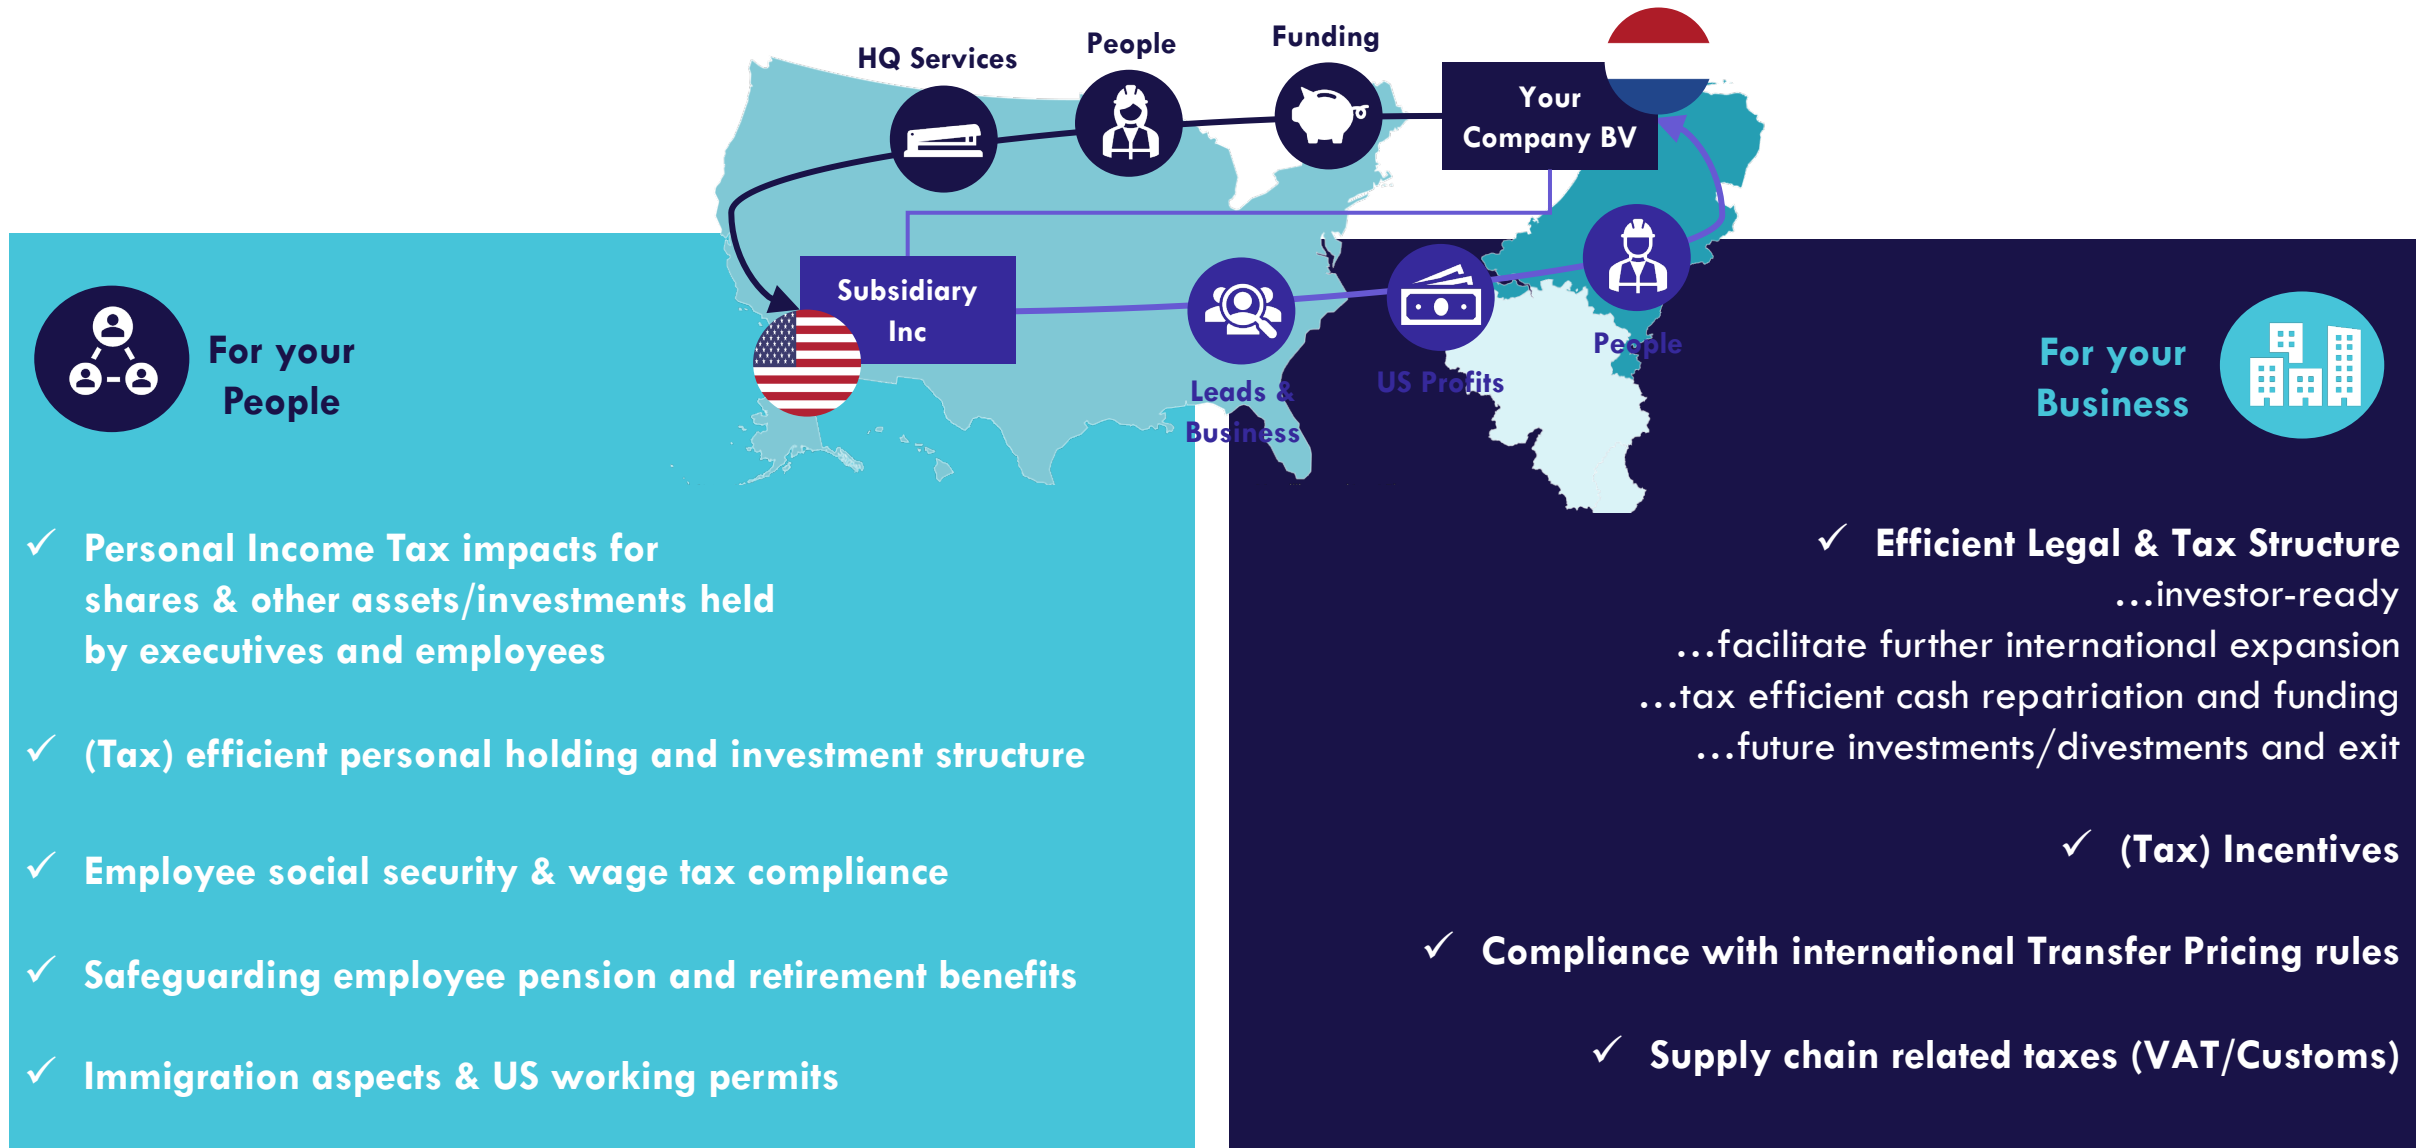 HQ Services
People
Funding
Your
Company BV
Subsidiary
Inc
Leads &
Business
US Profits
People
For your
People
✓ Personal Income Tax impacts for
shares & other assets/investments held
by executives and employees
✓ (Tax) efficient personal holding and investment structure
✓ Employee social security & wage tax compliance
✓ Safeguarding employee pension and retirement benefits
✓ Immigration aspects & US working permits
For your
Business
✓ Efficient Legal & Tax Structure
...investor-ready
...facilitate further international expansion
...tax efficient cash repatriation and funding
...future investments/divestments and exit
✓ (Tax) Incentives
✓ Compliance with international Transfer Pricing rules
✓ Supply chain related taxes (VAT/Customs)